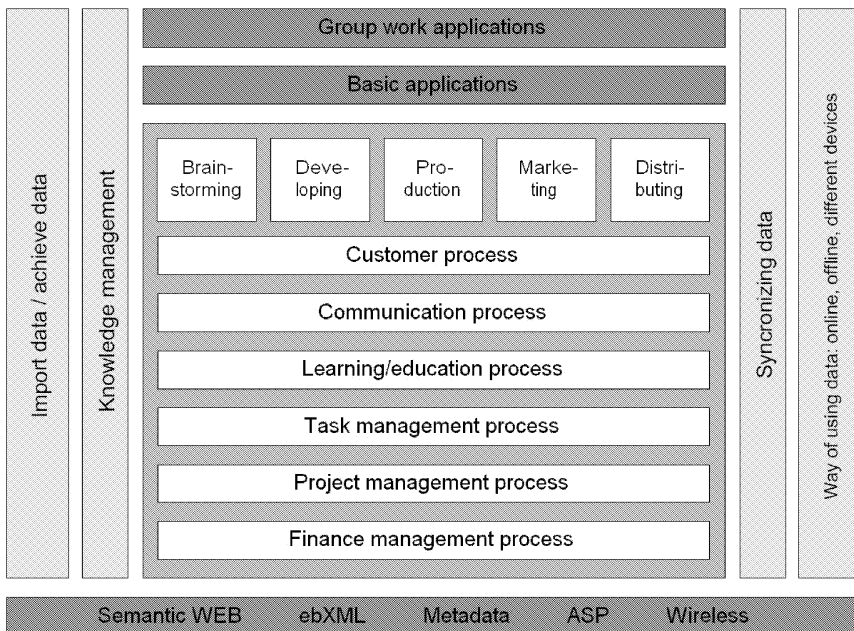 Group work applications
Basic applications
Import data / achieve data
Knowledge management
Brain-
storming
Deve-
loping
Pro-
duction
Marke-
ting
Distri-
buting
Customer process
Communication process
Learning/education process
Task management process
Project management process
Finance management process
Syncronizing data
Way of using data: online, offline, different devices
Semantic WEB ebXML Metadata ASP Wireless